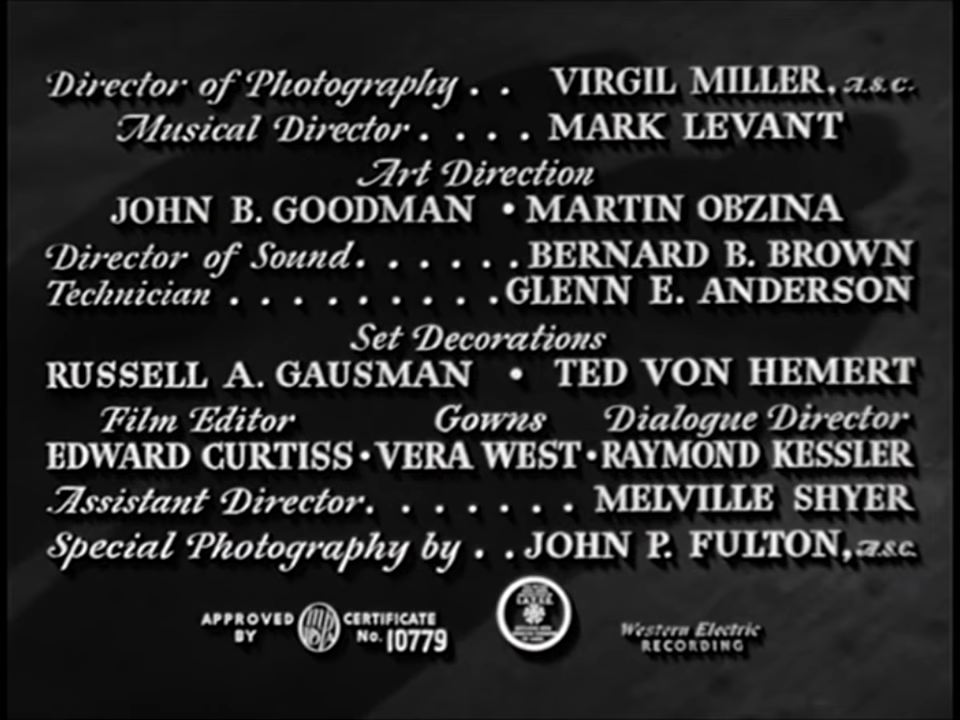 Director of Photography . . VIRGIL MILLER, A.S.C.
Musical Director . . . . MARK LEVANT
Art Direction
JOHN B. GOODMAN • MARTIN OBZINA
Director of Sound . . . . . . BERNARD B. BROWN
Technician . . . . . . . . . GLENN E. ANDERSON
Set Decorations
RUSSELL A. GAUSMAN • TED VON HEMERT
Film Editor Gowns Dialogue Director
EDWARD CURTISS • VERA WEST • RAYMOND KESSLER
Assistant Director . . . . . . . MELVILLE SHYER
Special Photography by . . JOHN P. FULTON, A.S.C.
APPROVED BY CERTIFICATE No. 10779
Western Electric
RECORDING